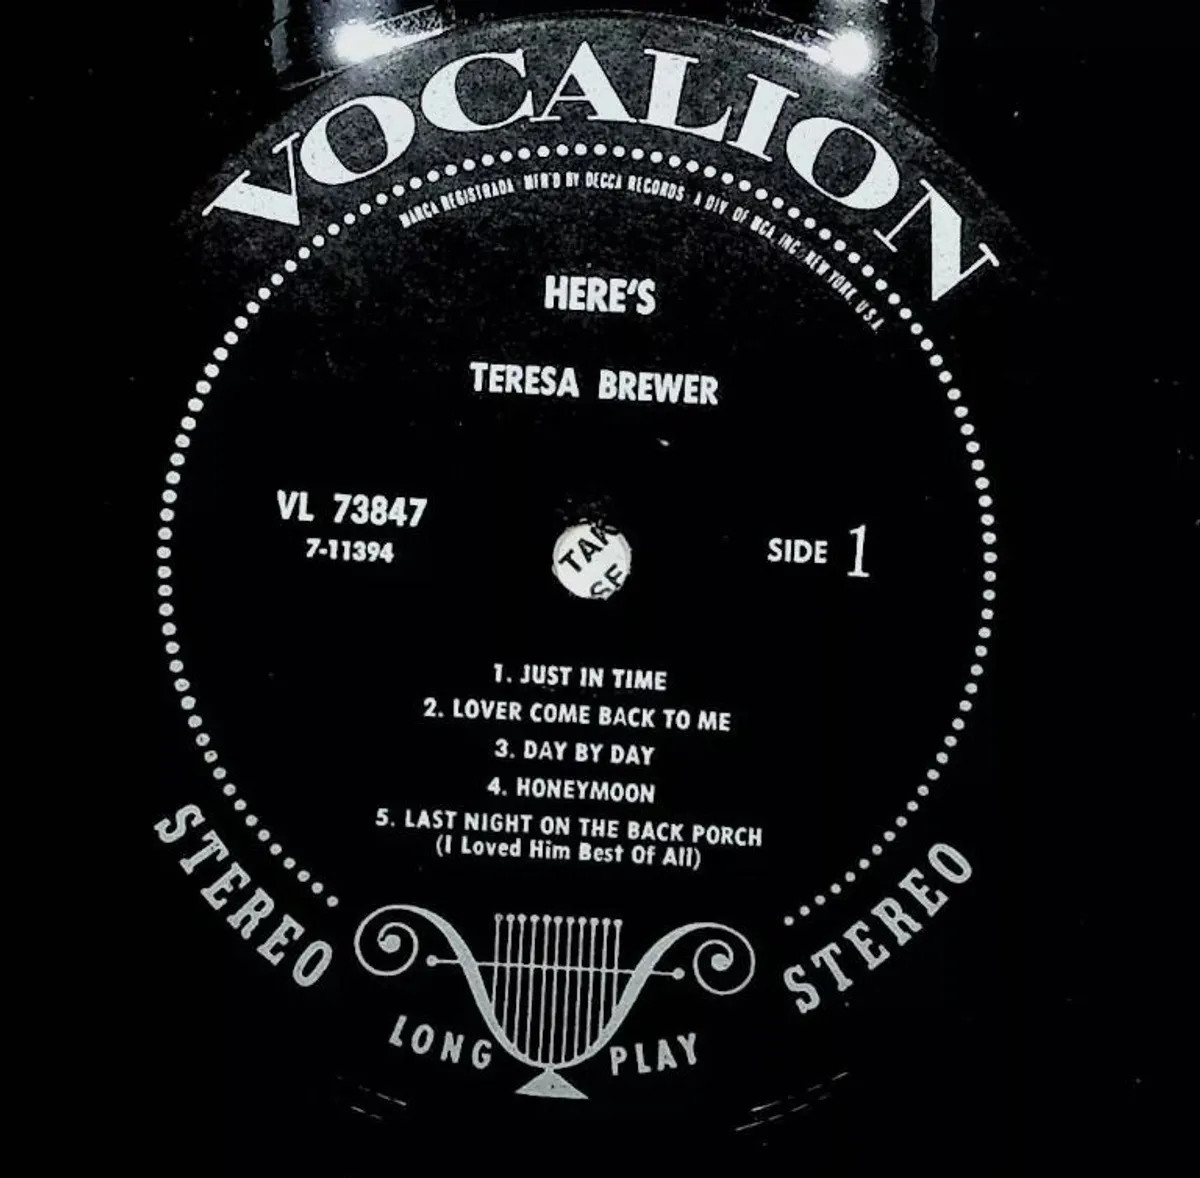 VOCALION
MARCA REGISTRADA · MFR'D BY DECCA RECORDS · A DIV. OF MCA, INC · NEW YORK, U.S.A.
HERE'S
TERESA BREWER
VL 73847
7-11394
SIDE 1
1. JUST IN TIME
2. LOVER COME BACK TO ME
3. DAY BY DAY
4. HONEYMOON
5. LAST NIGHT ON THE BACK PORCH
(I Loved Him Best Of All)
STEREO
STEREO
LONG PLAY